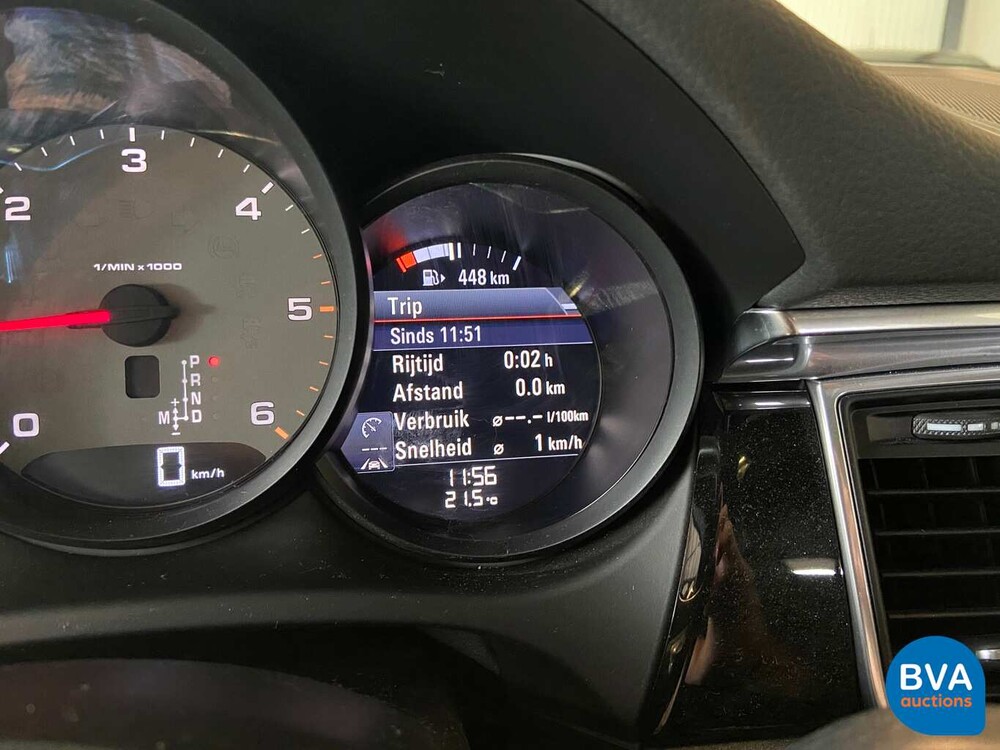 3
2
4
1/MIN x 1000
5
P
R
N
M + D
−
0
6
0 km/h
448 km
Trip
Sinds 11:51
Rijtijd 0:02 h
Afstand 0.0 km
Verbruik ⌀--.- l/100km
Snelheid ⌀ 1 km/h
---
11:56
21.5 °C
BVA
auctions